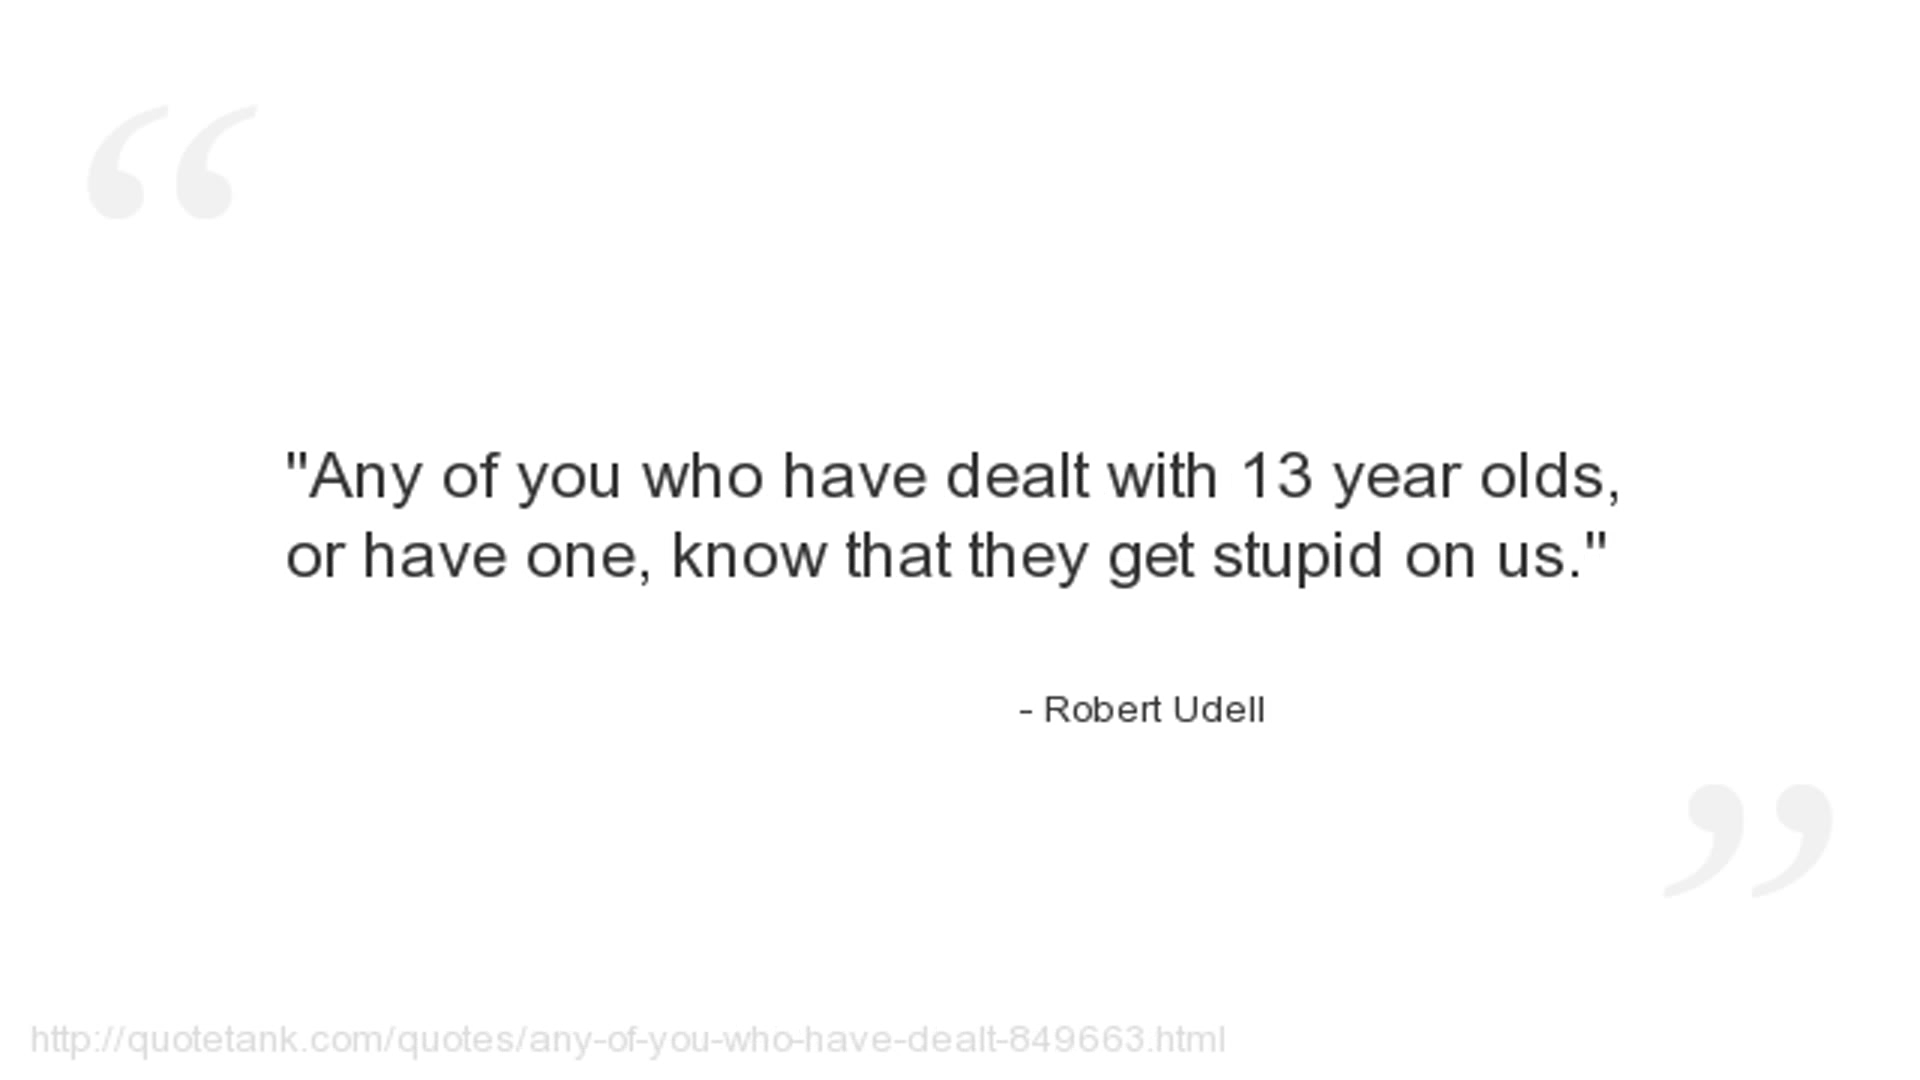 "Any of you who have dealt with 13 year olds,
or have one, know that they get stupid on us."
- Robert Udell
http://quotetank.com/quotes/any-of-you-who-have-dealt-849663.html